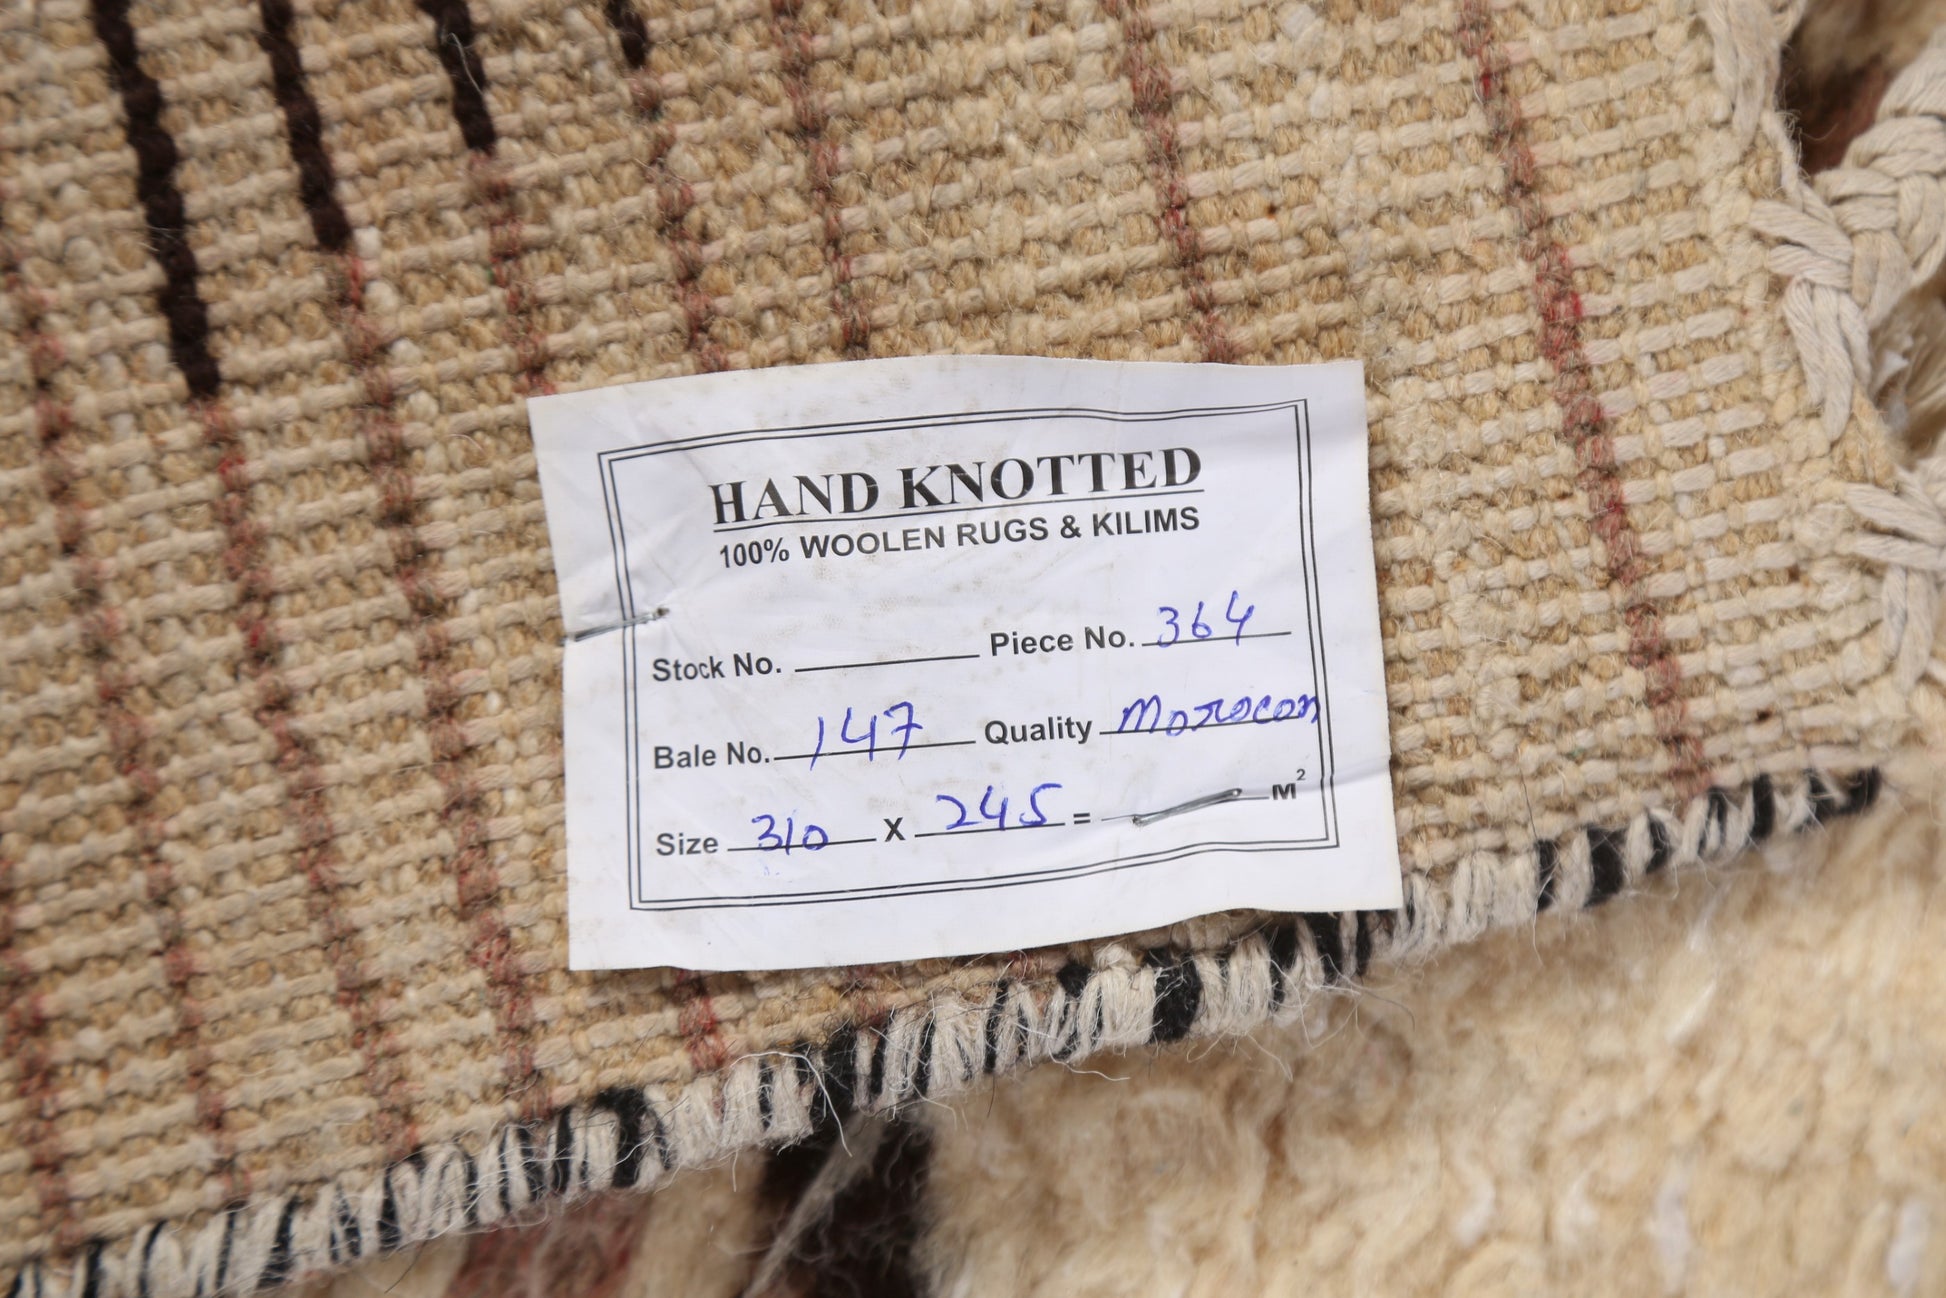 HAND KNOTTED
100% WOOLEN RUGS & KILIMS
Stock No. Piece No. 364
Bale No. 147 Quality Morocon
Size 310 X 245 = M²